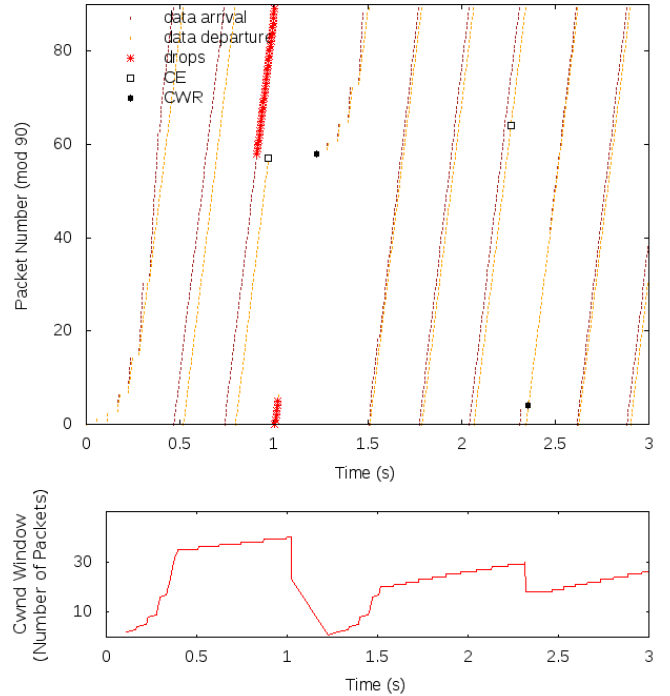 data arrival
data departure
drops
CE
CWR
Packet Number (mod 90)
80
60
40
20
0
0 0.5 1 1.5 2 2.5 3
Time (s)
Cwnd Window
(Number of Packets)
30
10
0 0.5 1 1.5 2 2.5 3
Time (s)